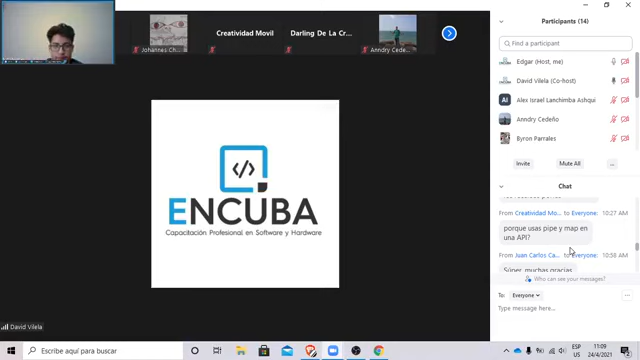 Johannes Ch...
Creatividad Movil
Darling De La Cr...
Anndry Cede...
</>
ENCUBA
Capacitación Profesional en Software y Hardware
David Vilela
Participants (14)
Find a participant
Edgar (Host, me)
David Vilela (Co-host)
AI
Alex Israel Lanchimba Ashqui
Anndry Cedeño
Byron Parrales
Invite
Mute All
...
Chat
From Creatividad Mo... to Everyone: 10:27 AM
porque usas pipe y map en
una API?
From Juan Carlos Ca... to Everyone: 10:58 AM
Súper, muchas gracias
Who can see your messages?
To: Everyone
Type message here...
Escribe aquí para buscar
ESP
US
11:09
24/4/2021